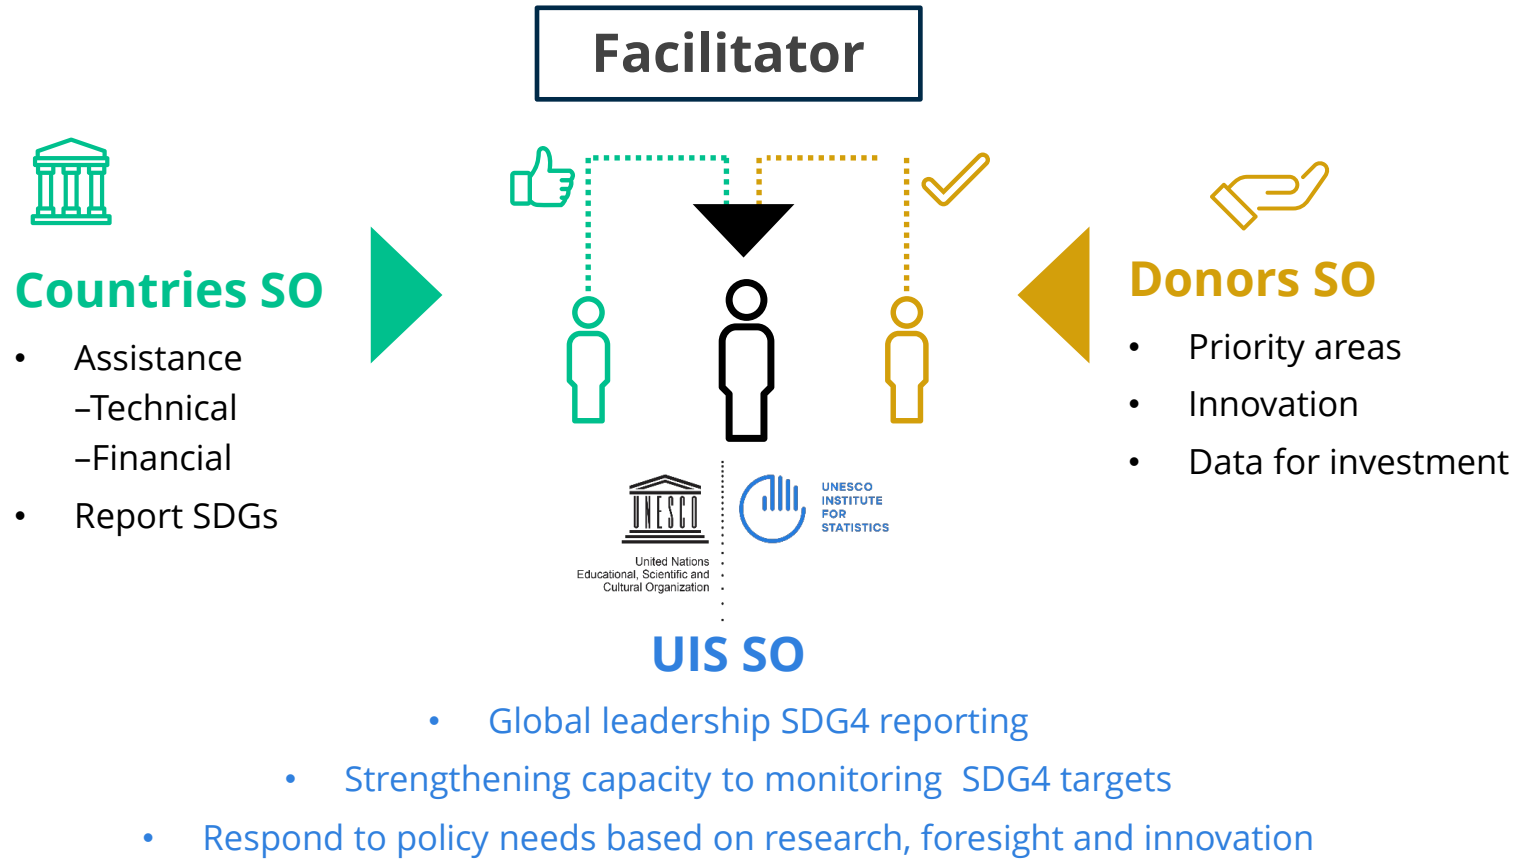 Facilitator
Countries SO
• Assistance
–Technical
–Financial
• Report SDGs
Donors SO
• Priority areas
• Innovation
• Data for investment
UNESCO
United Nations
Educational, Scientific and
Cultural Organization
UNESCO
INSTITUTE
FOR
STATISTICS
UIS SO
• Global leadership SDG4 reporting
• Strengthening capacity to monitoring  SDG4 targets
• Respond to policy needs based on research, foresight and innovation